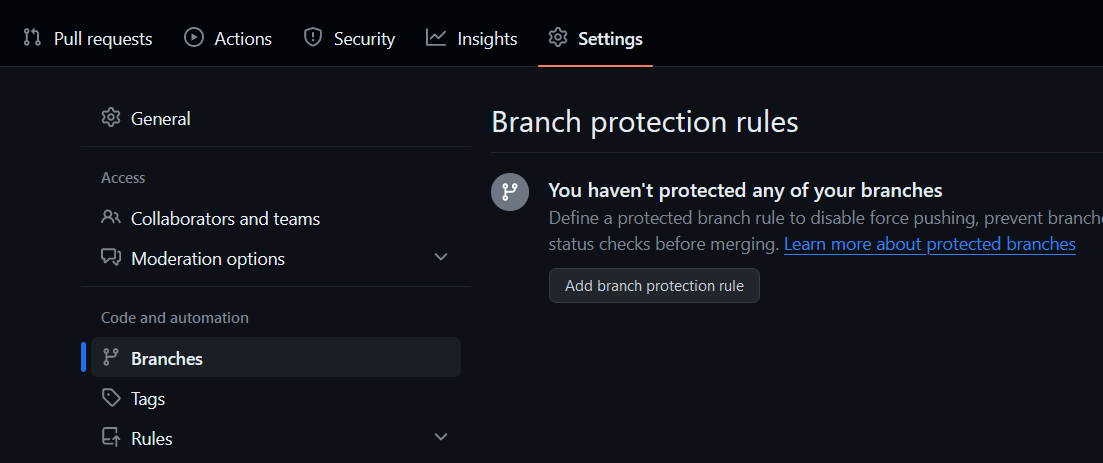 Pull requests
Actions
Security
Insights
Settings
General
Access
Collaborators and teams
Moderation options
Code and automation
Branches
Tags
Rules
Branch protection rules
You haven't protected any of your branches
Define a protected branch rule to disable force pushing, prevent
status checks before merging. Learn more about protected branches
Add branch protection rule